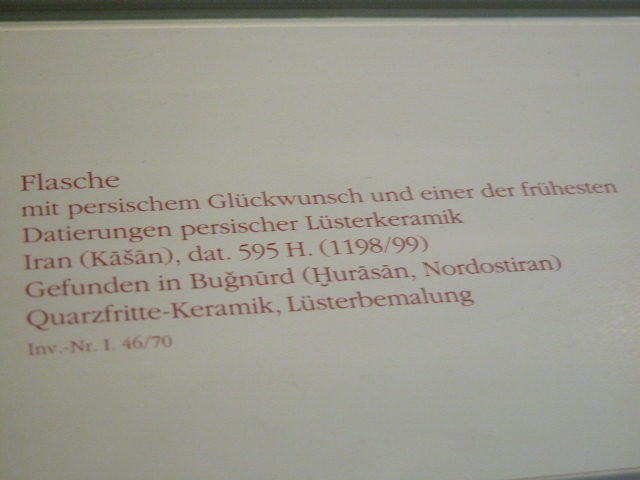 Flasche
mit persischem Glückwunsch und einer der frühesten
Datierungen persischer Lüsterkeramik
Iran (Kāšān), dat. 595 H. (1198/99)
Gefunden in Buǧnūrd (Ḫurāsān, Nordostiran)
Quarzfritte-Keramik, Lüsterbemalung
Inv.-Nr. I. 46/70